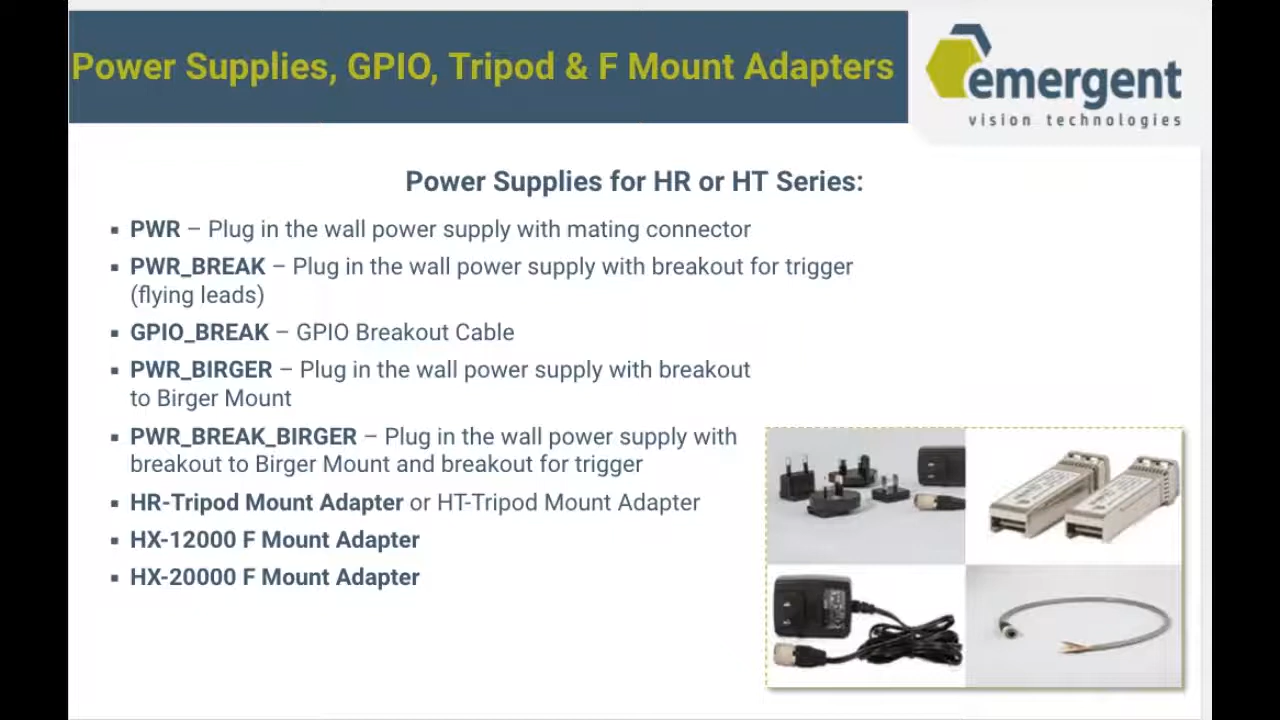 Power Supplies, GPIO, Tripod & F Mount Adapters
emergent
vision technologies
Power Supplies for HR or HT Series:
▪ PWR – Plug in the wall power supply with mating connector
▪ PWR_BREAK – Plug in the wall power supply with breakout for trigger
(flying leads)
▪ GPIO_BREAK – GPIO Breakout Cable
▪ PWR_BIRGER – Plug in the wall power supply with breakout
to Birger Mount
▪ PWR_BREAK_BIRGER – Plug in the wall power supply with
breakout to Birger Mount and breakout for trigger
▪ HR-Tripod Mount Adapter or HT-Tripod Mount Adapter
▪ HX-12000 F Mount Adapter
▪ HX-20000 F Mount Adapter